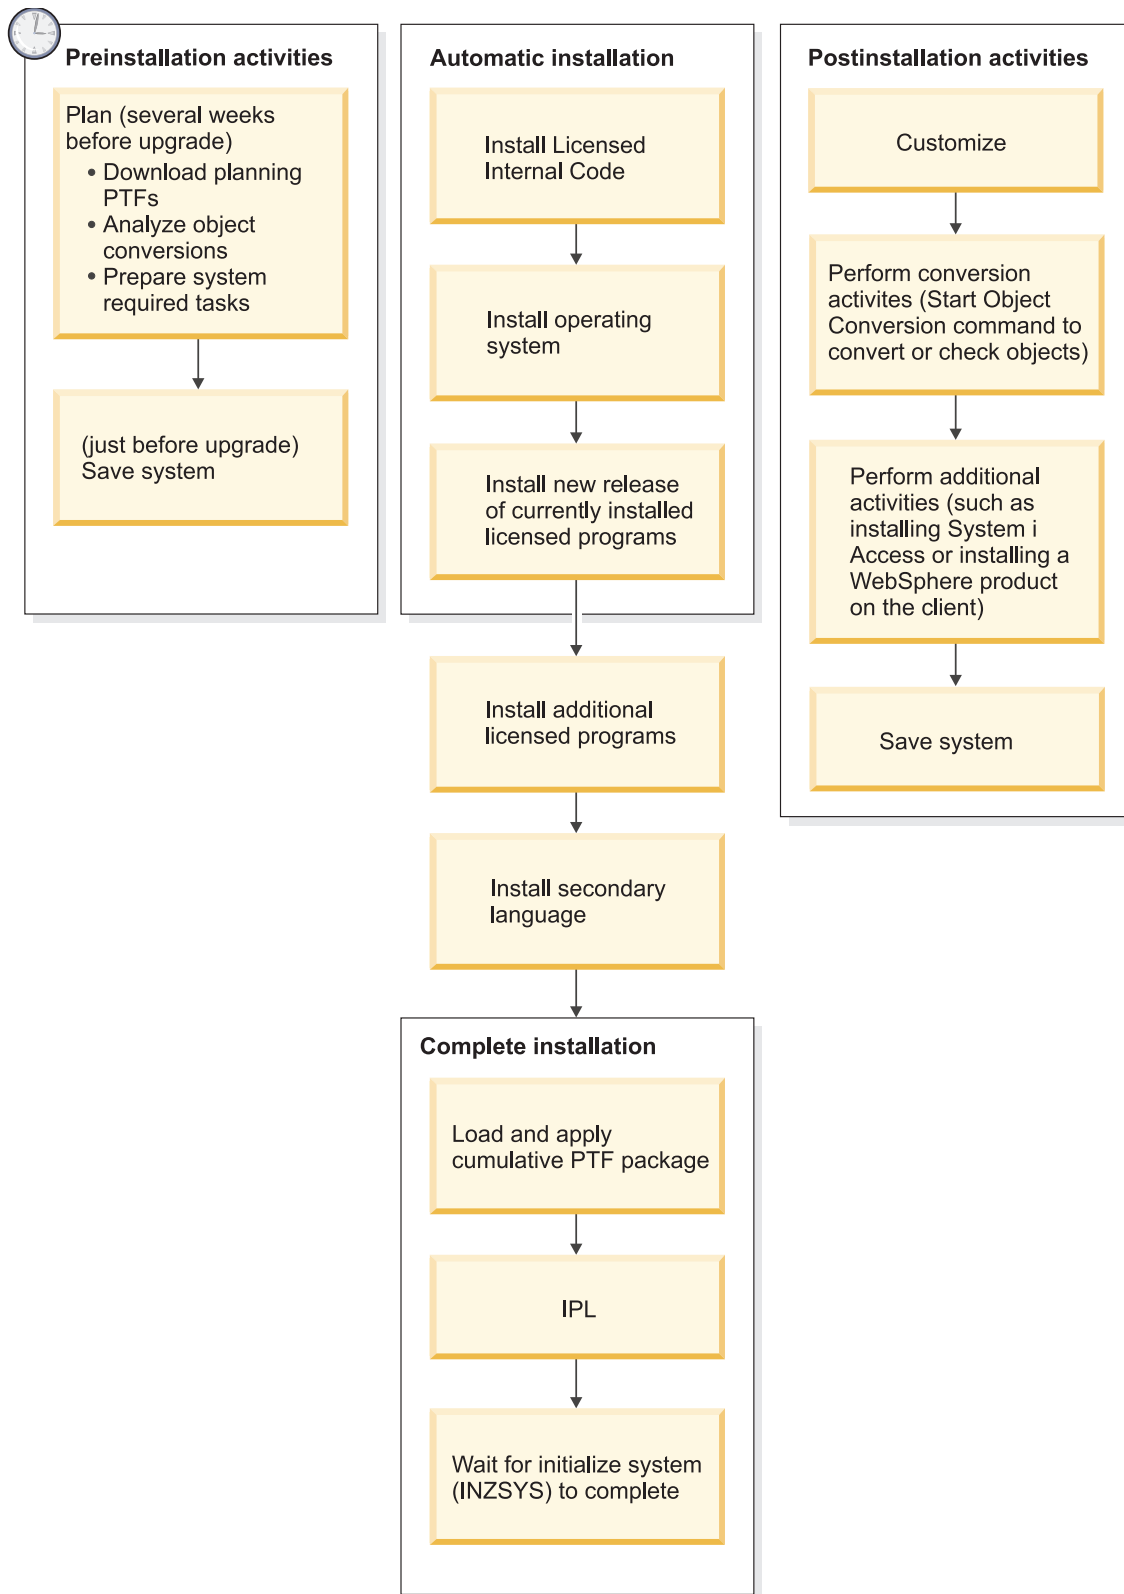 Preinstallation activities
Plan (several weeks
before upgrade)
• Download planning
PTFs
• Analyze object
conversions
• Prepare system
required tasks
(just before upgrade)
Save system
Automatic installation
Install Licensed
Internal Code
Install operating
system
Install new release
of currently installed
licensed programs
Install additional
licensed programs
Install secondary
language
Complete installation
Load and apply
cumulative PTF package
IPL
Wait for initialize system
(INZSYS) to complete
Postinstallation activities
Customize
Perform conversion
activites (Start Object
Conversion command to
convert or check objects)
Perform additional
activities (such as
installing System i
Access or installing a
WebSphere product
on the client)
Save system